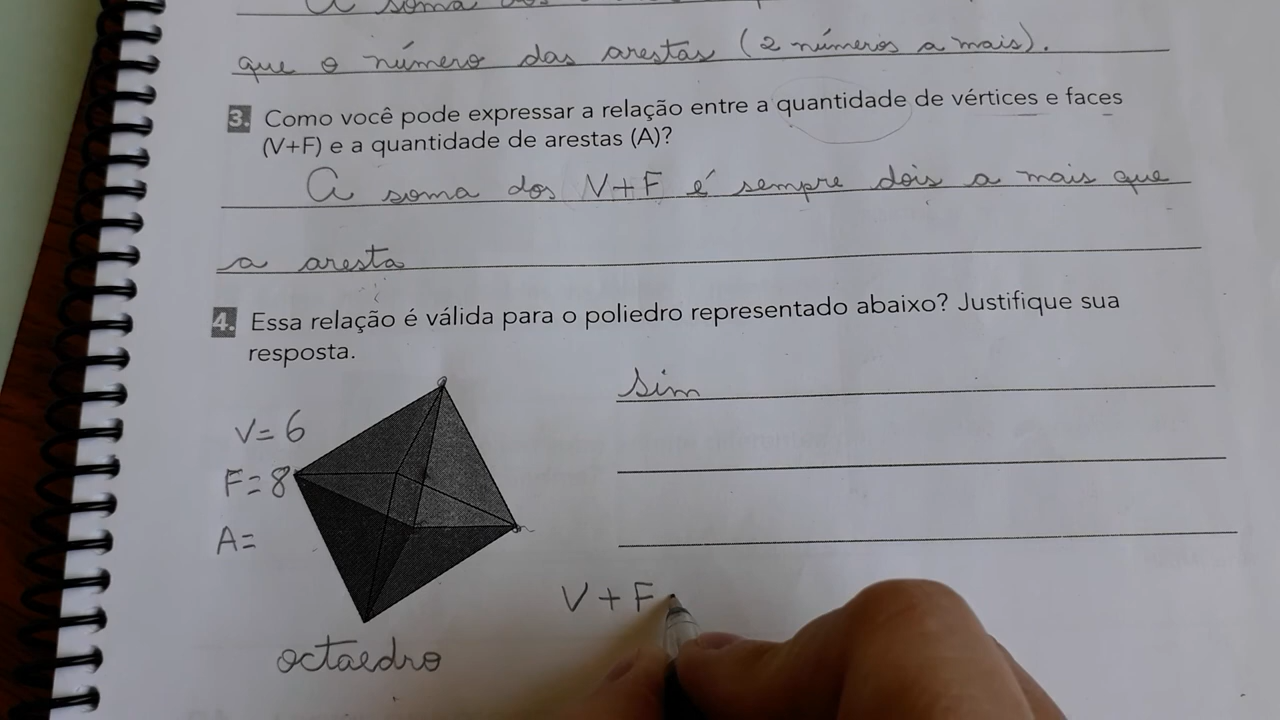 A soma dos
que o número das arestas (2 números a mais).
3. Como você pode expressar a relação entre a quantidade de vértices e faces
(V+F) e a quantidade de arestas (A)?
A soma dos V+F é sempre dois a mais que
a aresta
4. Essa relação é válida para o poliedro representado abaixo? Justifique sua
resposta.
sim
V=6
F=8
A=
V+F
octaedro